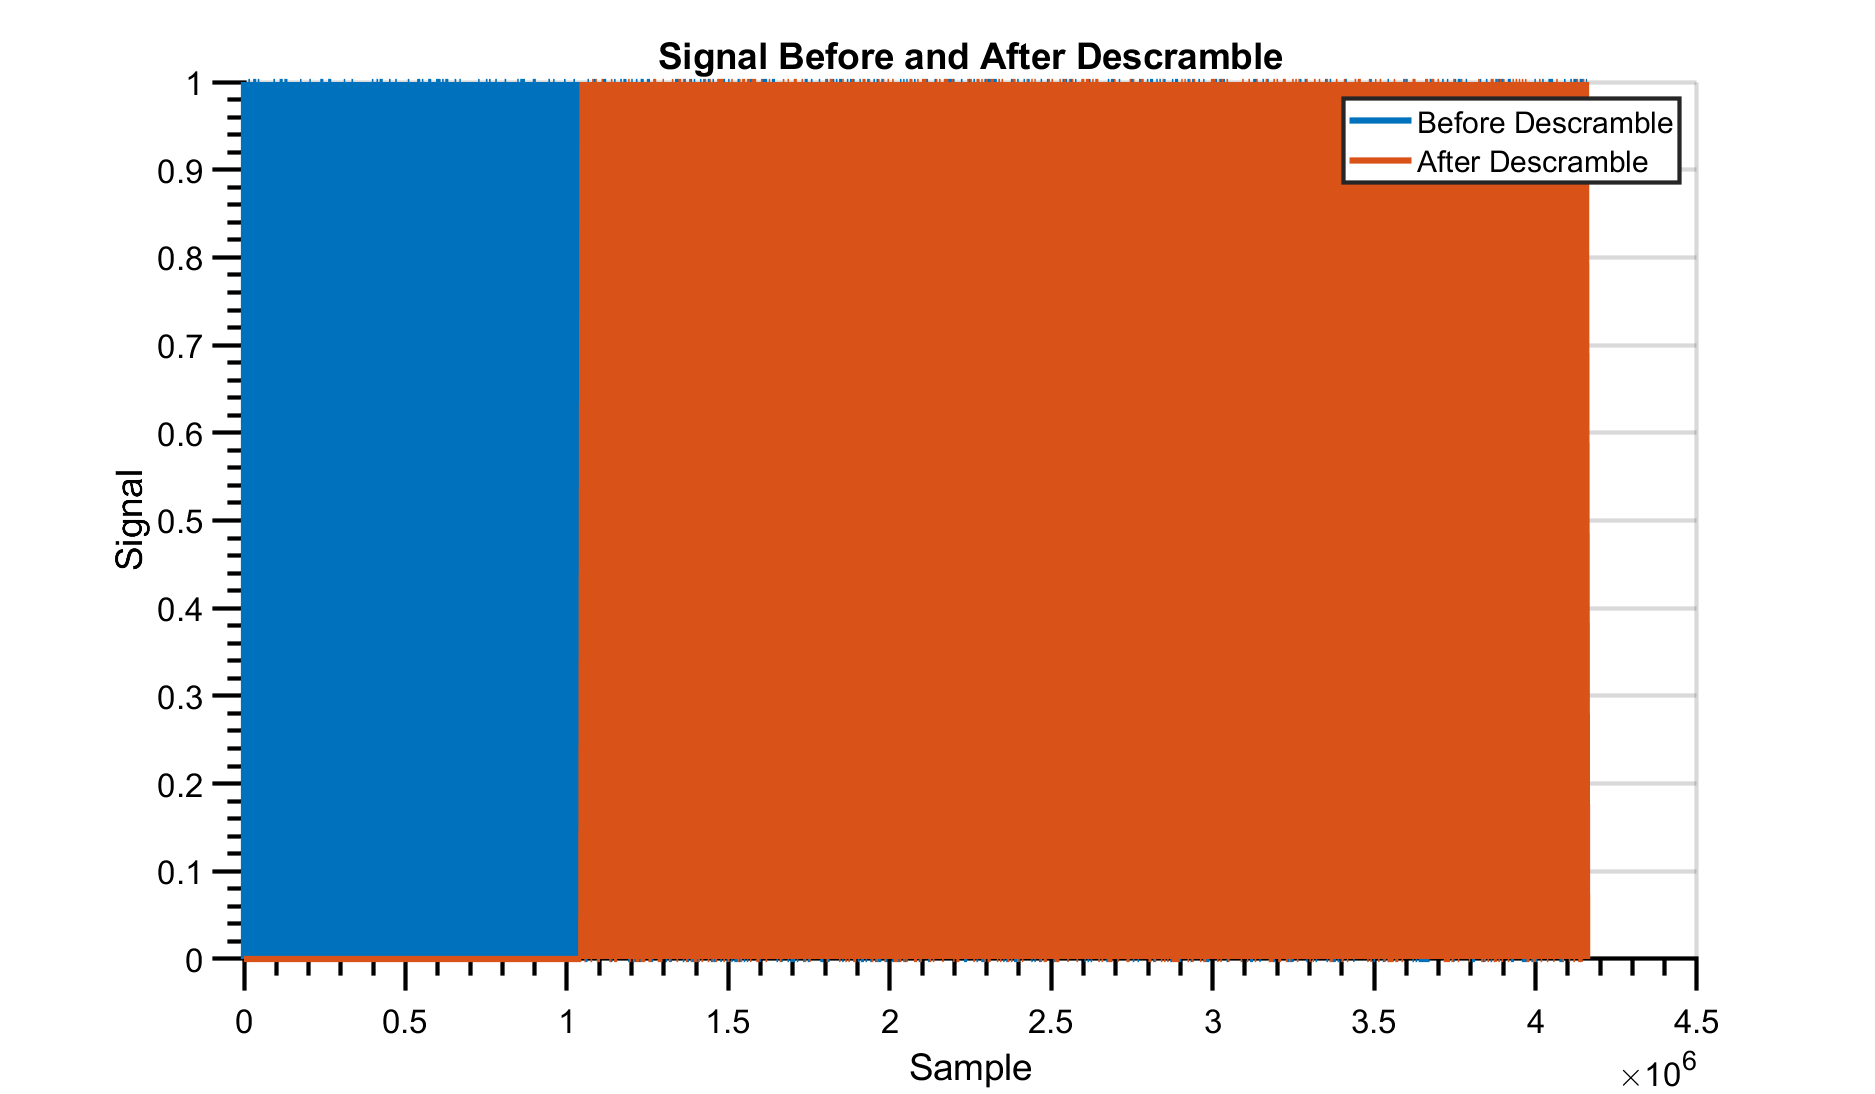 Signal Before and After Descramble
Before Descramble
After Descramble
1
0.9
0.8
0.7
0.6
0.5
0.4
0.3
0.2
0.1
0
Signal
0 0.5 1 1.5 2 2.5 3 3.5 4 4.5
Sample
×10⁶